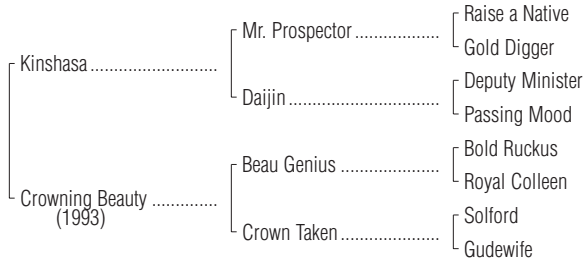 Raise a Native
Mr. Prospector ..................
Gold Digger
Kinshasa ...........................
Deputy Minister
Daijin ................................
Passing Mood
Bold Ruckus
Beau Genius .....................
Royal Colleen
Crowning Beauty ..............
(1993)
Solford
Crown Taken .....................
Gudewife